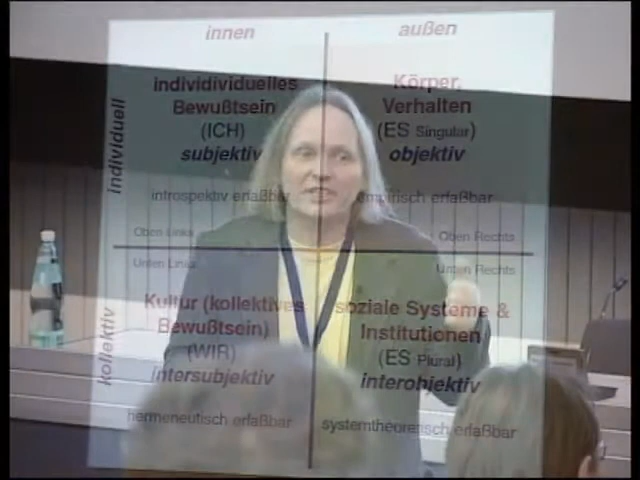 innen
außen
individuell
individividuelles
Bewußtsein
(ICH)
subjektiv
introspektiv erfaßbar
Oben Links
Körper,
Verhalten
(ES Singular)
objektiv
empirisch erfaßbar
Oben Rechts
kollektiv
Unten Links
Kultur (kollektives
Bewußtsein)
(WIR)
intersubjektiv
hermeneutisch erfaßbar
Unten Rechts
soziale Systeme &
Institutionen
(ES Plural)
interobjektiv
systemtheoretisch erfaßbar